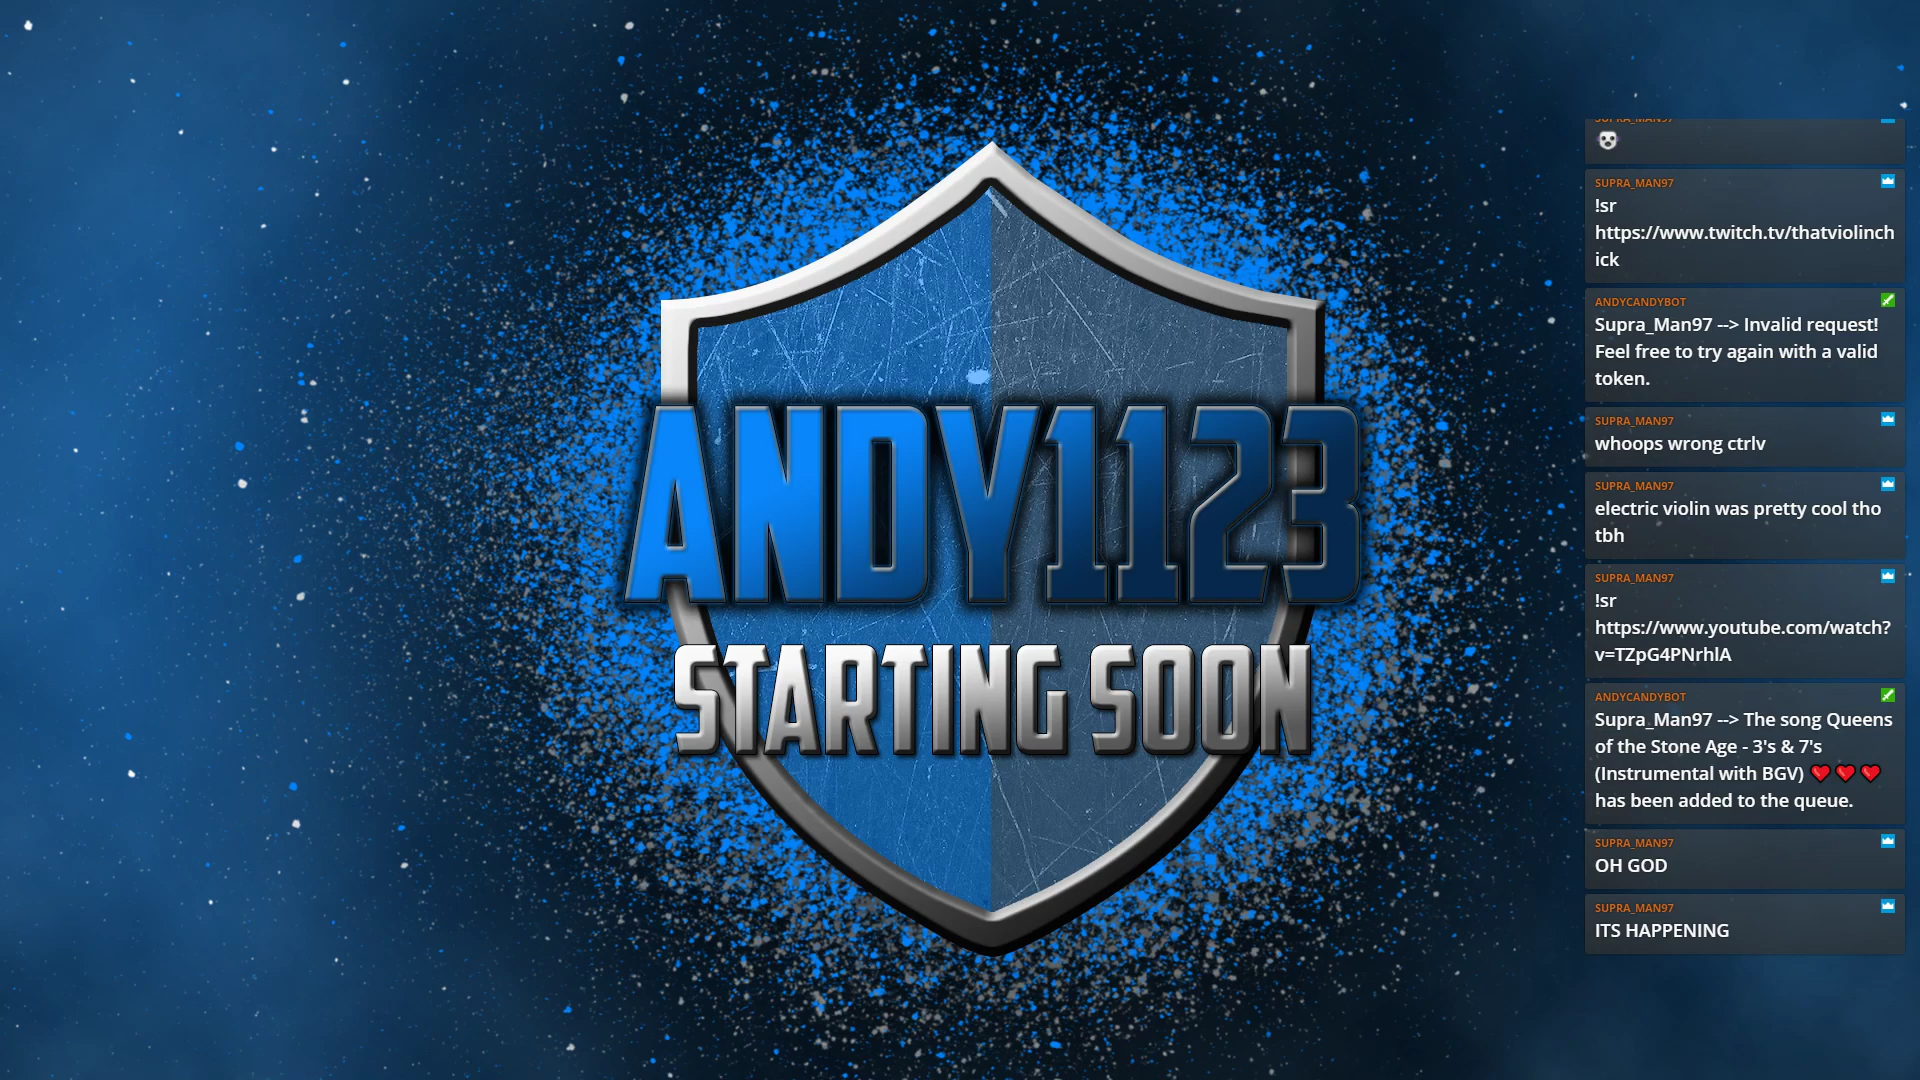 ANDY1123
STARTING SOON
SUPRA_MAN97
SUPRA_MAN97
!sr
https://www.twitch.tv/thatviolinch
ick
ANDYCANDYBOT
Supra_Man97 --> Invalid request!
Feel free to try again with a valid
token.
SUPRA_MAN97
whoops wrong ctrlv
SUPRA_MAN97
electric violin was pretty cool tho
tbh
SUPRA_MAN97
!sr
https://www.youtube.com/watch?
v=TZpG4PNrhlA
ANDYCANDYBOT
Supra_Man97 --> The song Queens
of the Stone Age - 3's & 7's
(Instrumental with BGV) ❤️ ❤️ ❤️
has been added to the queue.
SUPRA_MAN97
OH GOD
SUPRA_MAN97
ITS HAPPENING